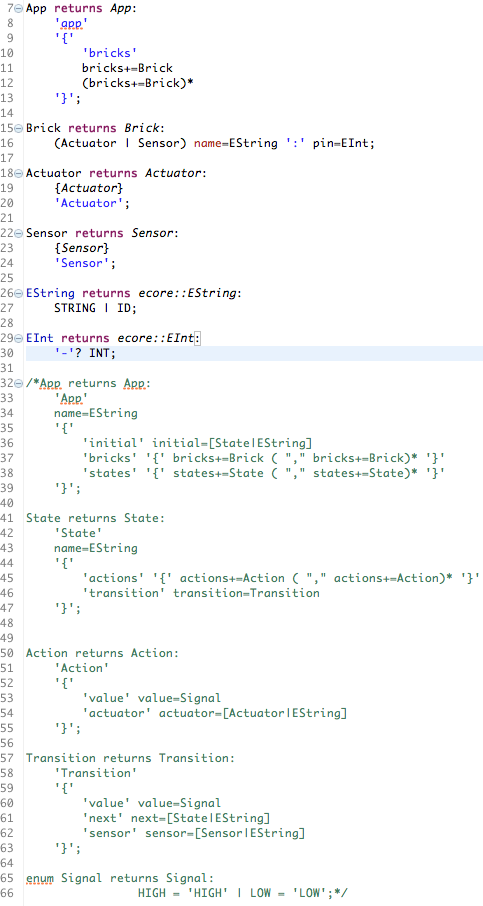 7 App returns App:
8 'app'
9 '{'
10 'bricks'
11 bricks+=Brick
12 (bricks+=Brick)*
13 '}';
14
15 Brick returns Brick:
16 (Actuator | Sensor) name=EString ':' pin=EInt;
17
18 Actuator returns Actuator:
19 {Actuator}
20 'Actuator';
21
22 Sensor returns Sensor:
23 {Sensor}
24 'Sensor';
25
26 EString returns ecore::EString:
27 STRING | ID;
28
29 EInt returns ecore::EInt:
30 '-'? INT;
31
32 /*App returns App:
33 'App'
34 name=EString
35 '{'
36 'initial' initial=[State|EString]
37 'bricks' '{' bricks+=Brick ( "," bricks+=Brick)* '}'
38 'states' '{' states+=State ( "," states+=State)* '}'
39 '}';
40
41 State returns State:
42 'State'
43 name=EString
44 '{'
45 'actions' '{' actions+=Action ( "," actions+=Action)* '}'
46 'transition' transition=Transition
47 '}';
48
49
50 Action returns Action:
51 'Action'
52 '{'
53 'value' value=Signal
54 'actuator' actuator=[Actuator|EString]
55 '}';
56
57 Transition returns Transition:
58 'Transition'
59 '{'
60 'value' value=Signal
61 'next' next=[State|EString]
62 'sensor' sensor=[Sensor|EString]
63 '}';
64
65 enum Signal returns Signal:
66 HIGH = 'HIGH' | LOW = 'LOW';*/